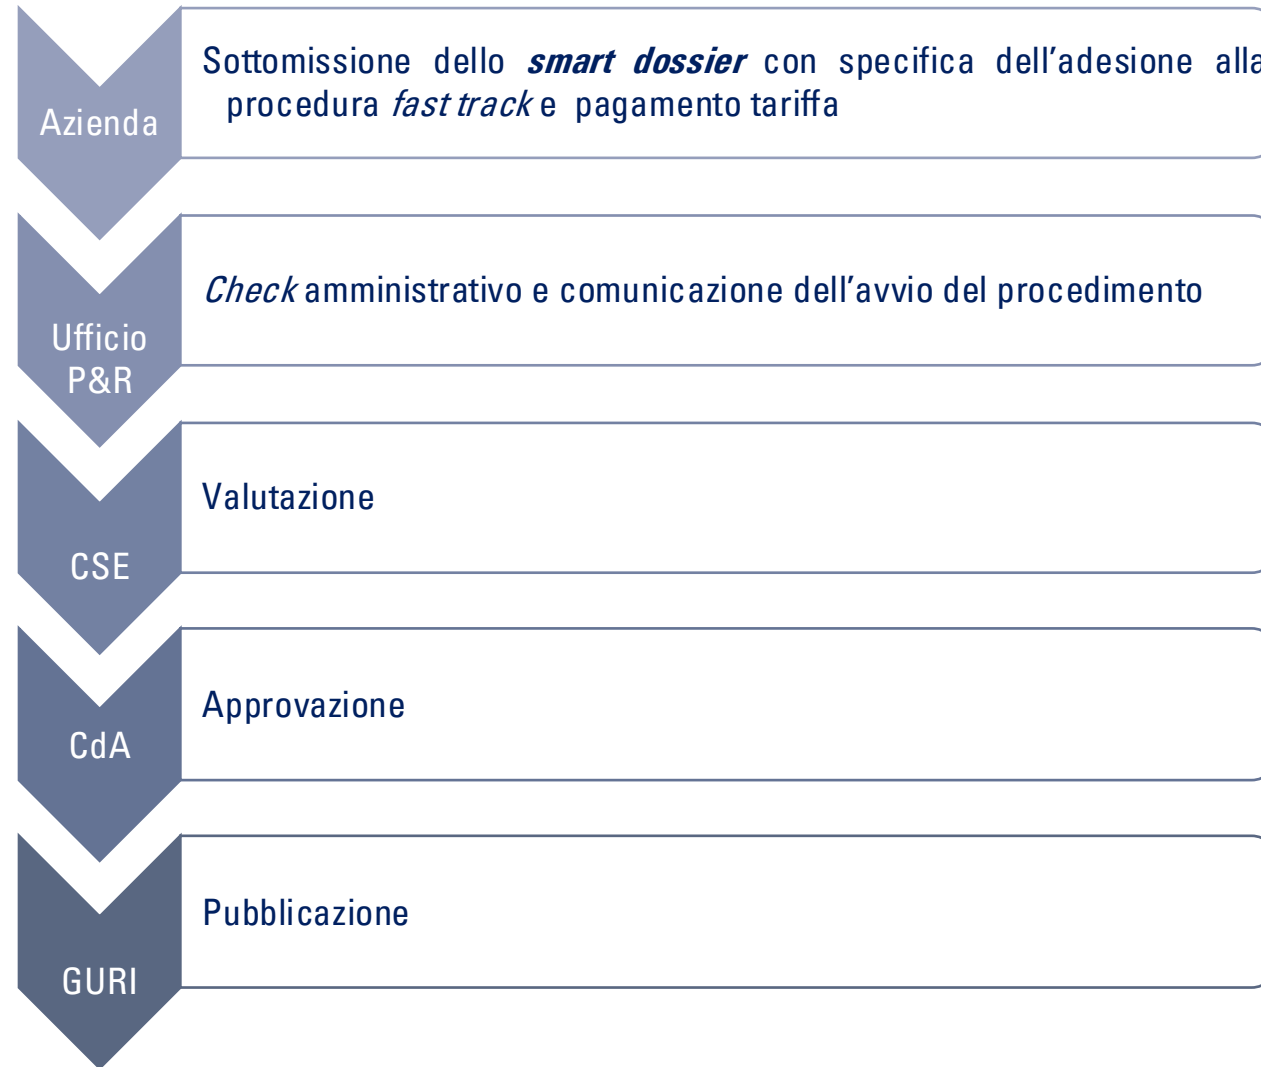 Azienda
Sottomissione dello smart dossier con specifica dell'adesione alla
procedura fast track e pagamento tariffa
Ufficio
P&R
Check amministrativo e comunicazione dell'avvio del procedimento
CSE
Valutazione
CdA
Approvazione
GURI
Pubblicazione